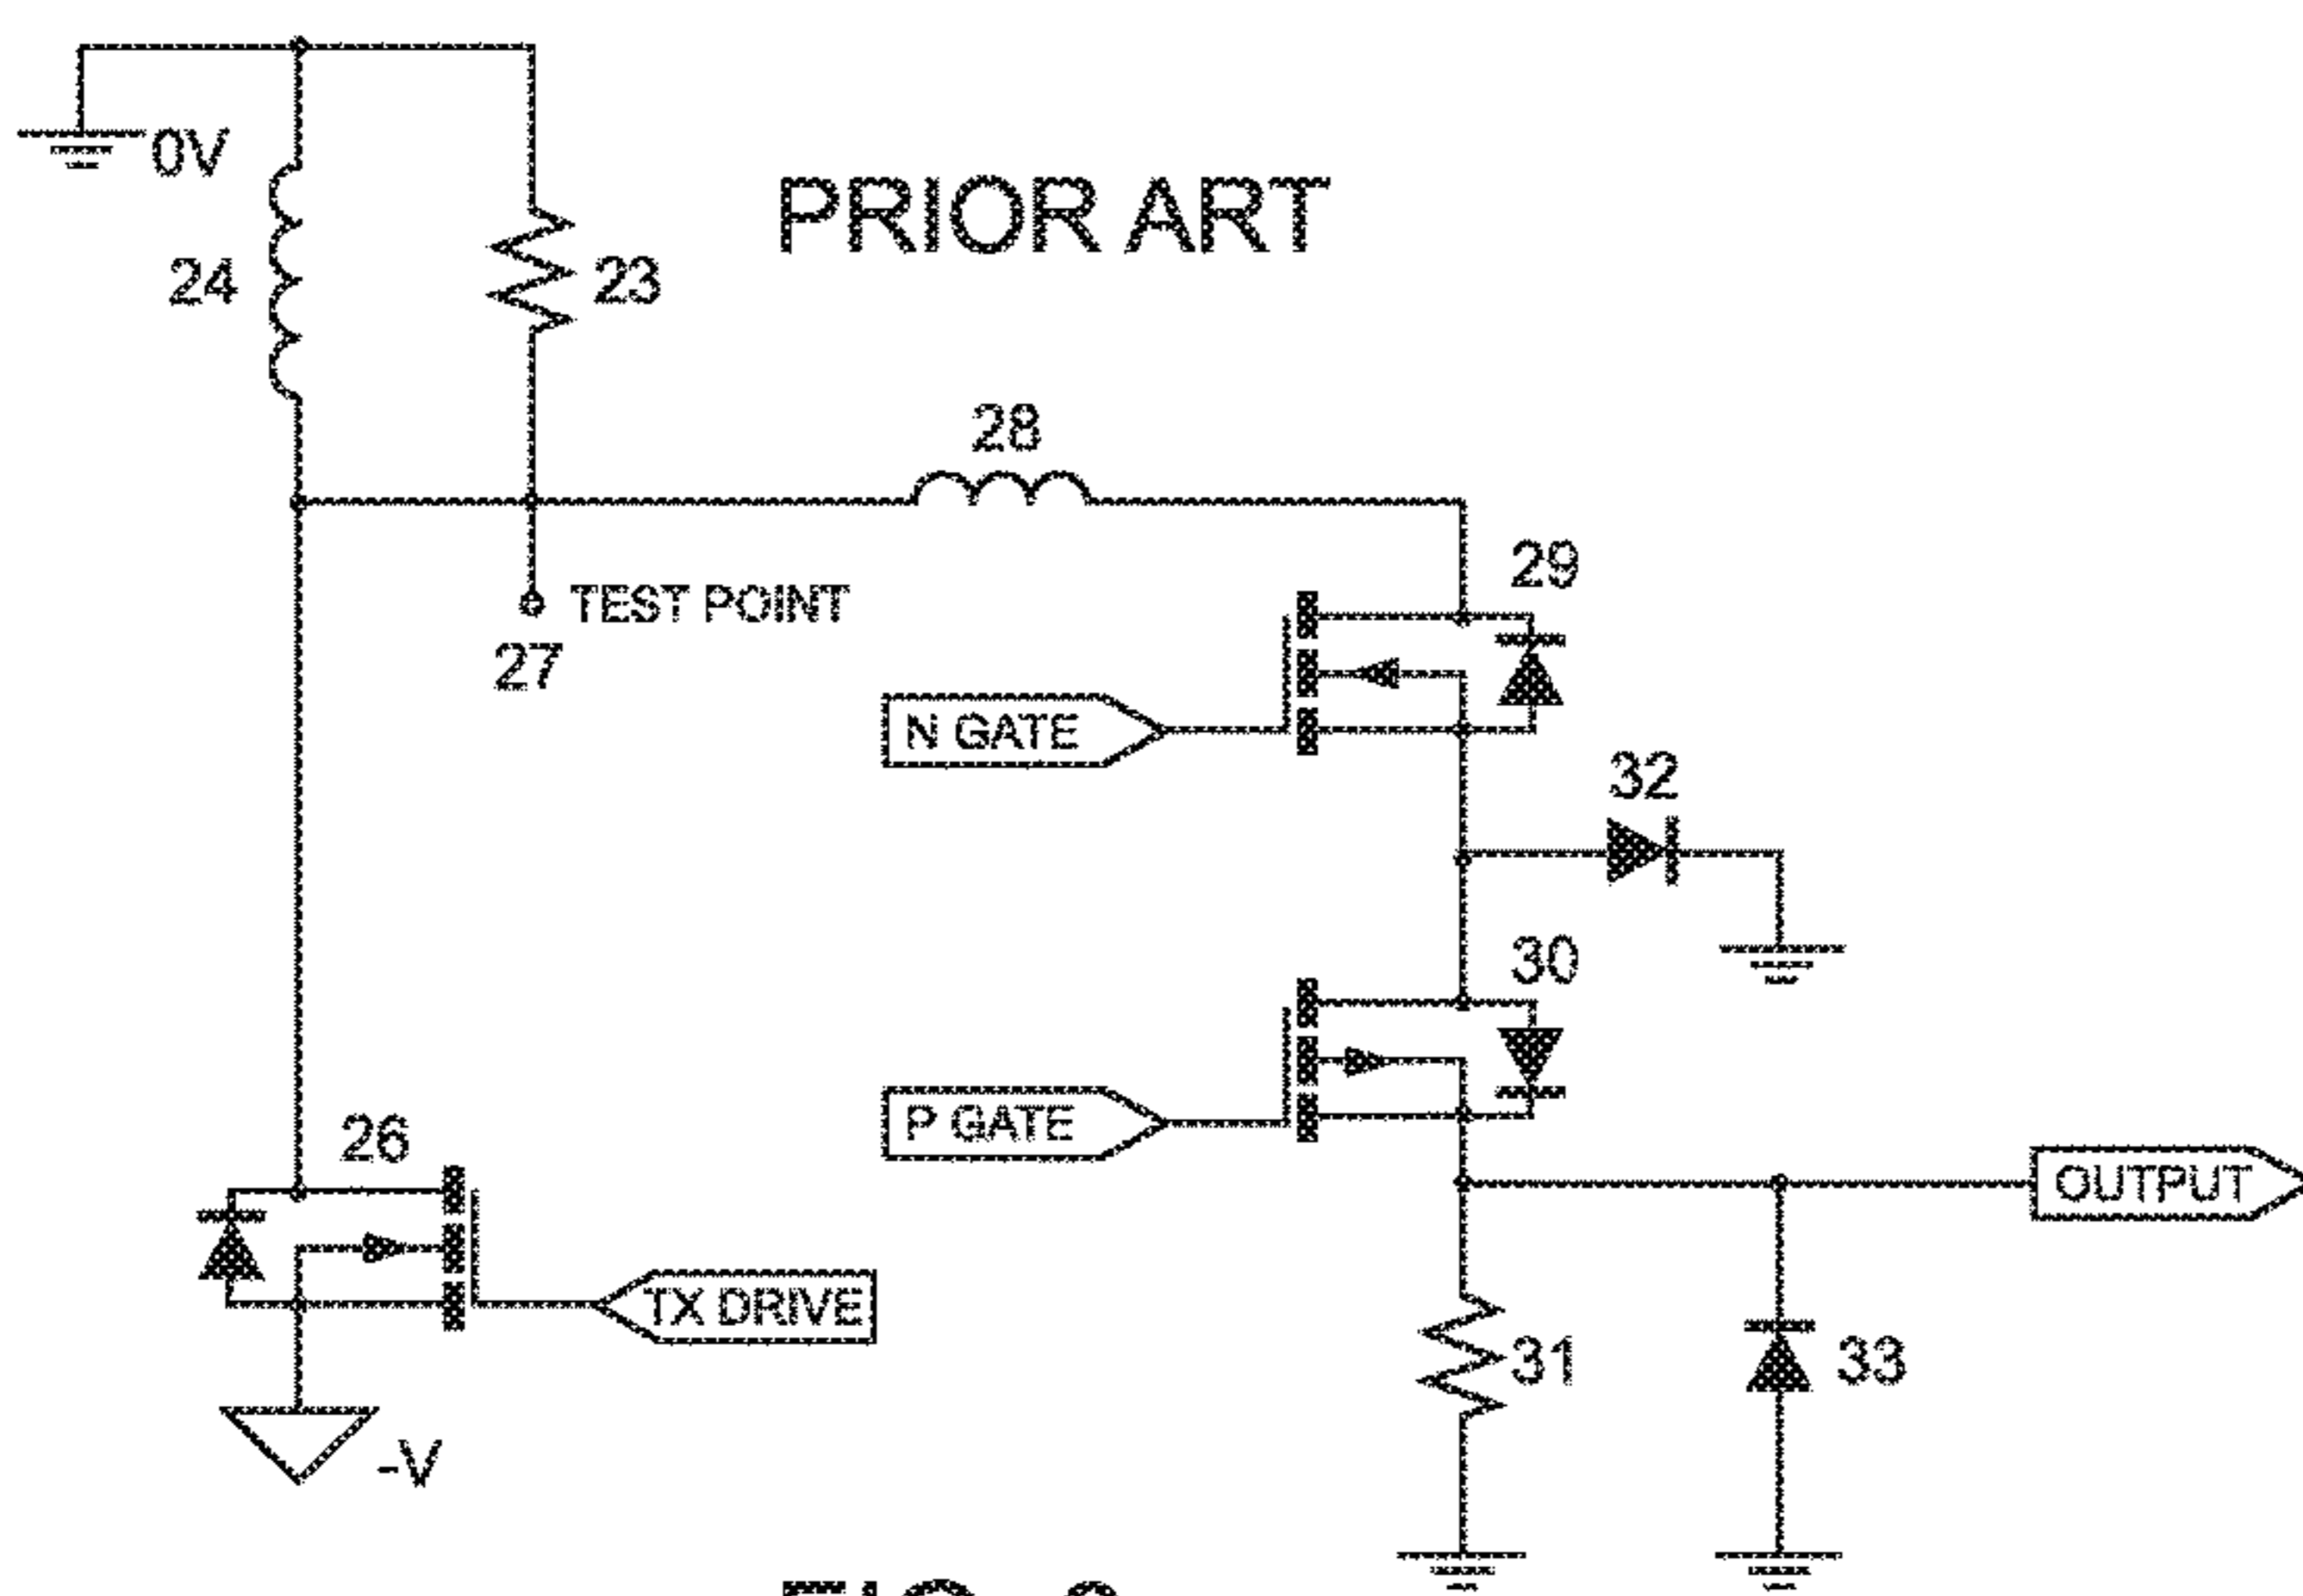 0V
PRIOR ART
24
23
28
29
TEST POINT
27
N GATE
32
30
P GATE
26
OUTPUT
TX DRIVE
31
33
-V